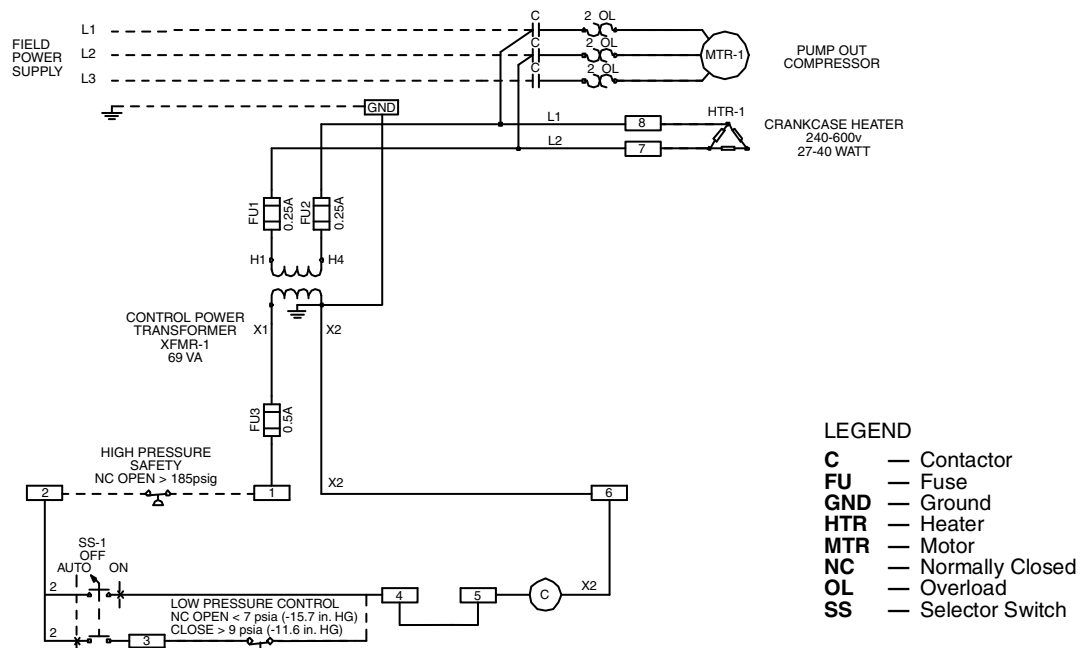 C
2 OL
L1
FIELD
POWER
SUPPLY
C
2 OL
L2
MTR-1
PUMP OUT
COMPRESSOR
C
2 OL
L3
GND
L1
8
HTR-1
CRANKCASE HEATER
240-600v
27-40 WATT
L2
7
FU1
0.25A
FU2
0.25A
H1
H4
CONTROL POWER
TRANSFORMER
XFMR-1
69 VA
X1
X2
FU3
0.5A
HIGH PRESSURE
SAFETY
NC OPEN > 185psig
2
1
X2
6
SS-1
OFF
AUTO
ON
2
4
5
C
X2
LOW PRESSURE CONTROL
NC OPEN < 7 psia (-15.7 in. HG)
CLOSE > 9 psia (-11.6 in. HG)
2
3
LEGEND
C — Contactor
FU — Fuse
GND — Ground
HTR — Heater
MTR — Motor
NC — Normally Closed
OL — Overload
SS — Selector Switch